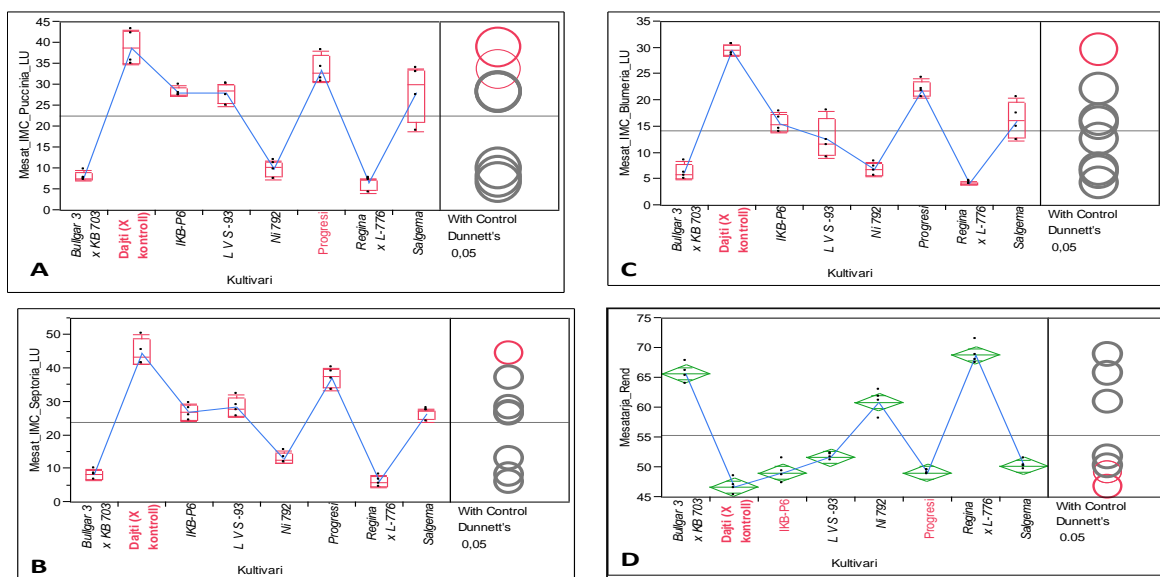 Mesat_IMC_Puccinia_LU
45
40
35
30
25
20
15
10
5
0
A
Bullgar 3
x KB 703
Dajti (X
kontroll)
IKB-P6
L V S -93
Ni 792
Progresi
Regina
x L-776
Salgema
Kultivari
With Control
Dunnett's
0,05
Mesat_IMC_Blumeria_LU
35
30
25
20
15
10
5
0
C
Bullgar 3
x KB 703
Dajti (X
kontroll)
IKB-P6
L V S -93
Ni 792
Progresi
Regina
x L-776
Salgema
Kultivari
With Control
Dunnett's
0,05
Mesat_IMC_Septoria_LU
50
40
30
20
10
0
B
Bullgar 3
x KB 703
Dajti (X
kontroll)
IKB-P6
L V S -93
Ni 792
Progresi
Regina
x L-776
Salgema
Kultivari
With Control
Dunnett's
0,05
Mesatarja_Rend
75
70
65
60
55
50
45
D
Bullgar 3
x KB 703
Dajti (X
kontroll)
IKB-P6
L V S -93
Ni 792
Progresi
Regina
x L-776
Salgema
Kultivari
With Control
Dunnett's
0.05